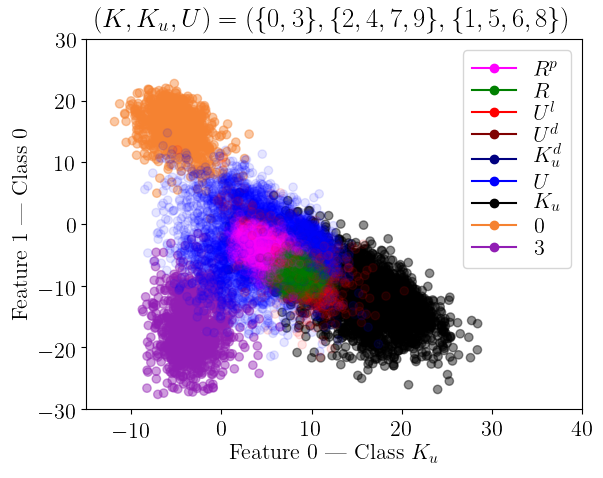 (K, K_u, U) = ({0, 3}, {2, 4, 7, 9}, {1, 5, 6, 8})
30
20
10
0
−10
−20
−30
Feature 1 — Class 0
R^p
R
U^l
U^d
K_u^d
U
K_u
0
3
−10
0
10
20
30
40
Feature 0 — Class K_u